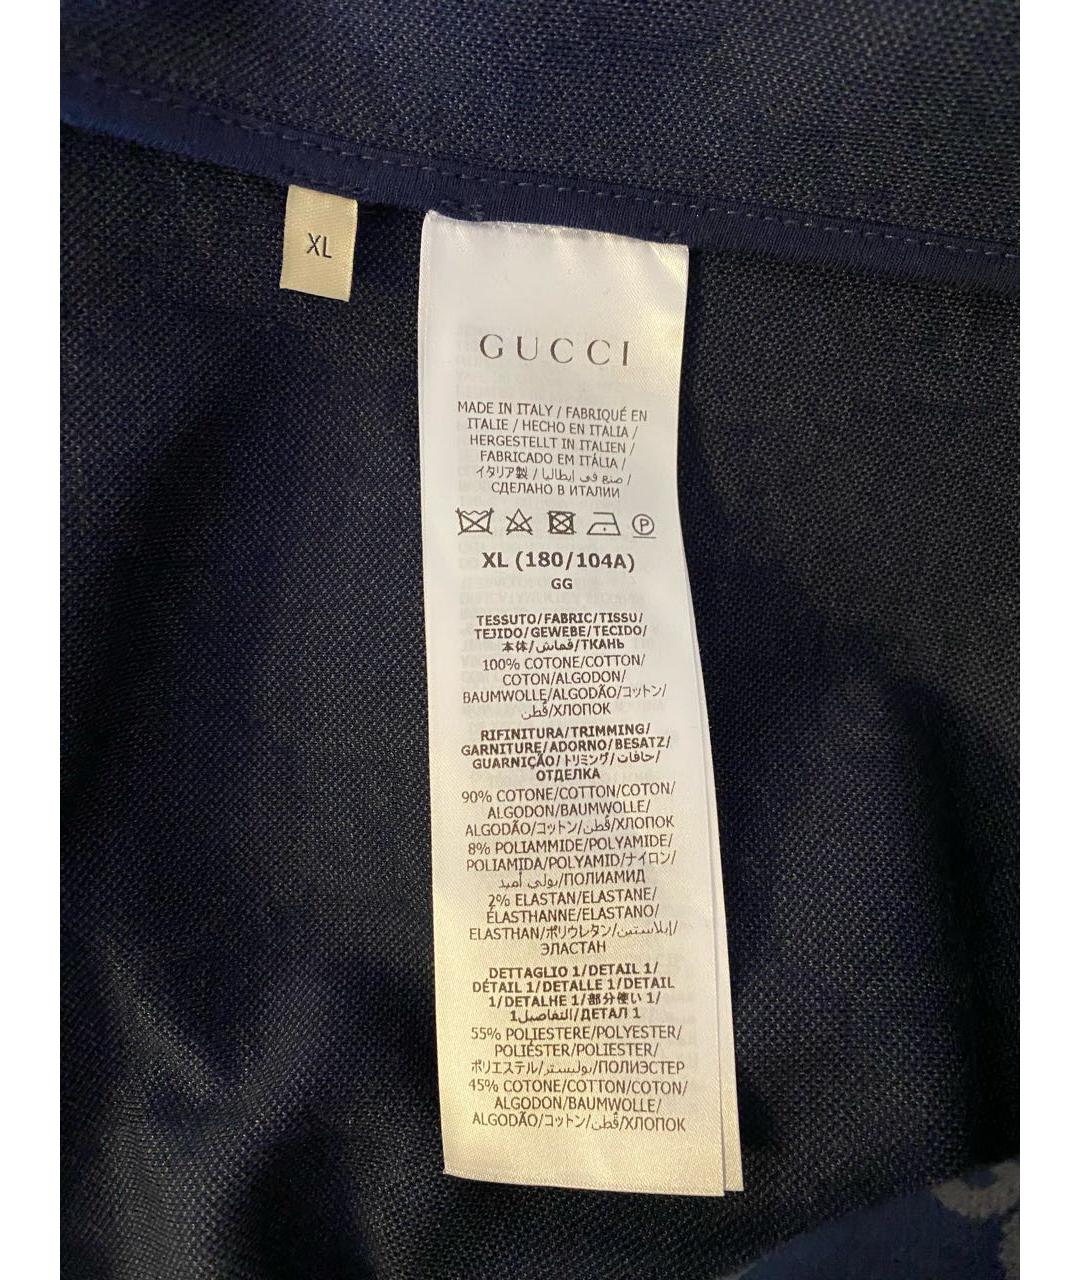 XL
GUCCI
MADE IN ITALY / FABRIQUÉ EN
ITALIE / HECHO EN ITALIA /
HERGESTELLT IN ITALIEN /
FABRICADO EM ITÁLIA /
イタリア製 / صنع في إيطاليا /
СДЕЛАНО В ИТАЛИИ
P
XL (180/104A)
GG
TESSUTO/FABRIC/TISSU/
TEJIDO/GEWEBE/TECIDO/
本体/قماش/ТКАНЬ
100% COTONE/COTTON/
COTON/ALGODON/
BAUMWOLLE/ALGODÃO/コットン/
قُطن/ХЛОПОК
RIFINITURA/TRIMMING/
GARNITURE/ADORNO/BESATZ/
GUARNIÇÃO/トリミング/حافات/
ОТДЕЛКА
90% COTONE/COTTON/COTON/
ALGODON/BAUMWOLLE/
ALGODÃO/コットン/قُطن/ХЛОПОК
8% POLIAMMIDE/POLYAMIDE/
POLIAMIDA/POLYAMID/ナイロン/
بولي أميد/ПОЛИАМИД
2% ELASTAN/ELASTANE/
ÉLASTHANNE/ELASTANO/
ELASTHAN/ポリウレタン/إيلاستين/
ЭЛАСТАН
DETTAGLIO 1/DETAIL 1/
DÉTAIL 1/DETALLE 1/DETAIL
1/DETALHE 1/部分使い 1/
التفاصيل1/ДЕТАЛ 1
55% POLIESTERE/POLYESTER/
POLIÉSTER/POLIESTER/
ポリエステル/بوليستر/ПОЛИЭСТЕР
45% COTONE/COTTON/COTON/
ALGODON/BAUMWOLLE/
ALGODÃO/コットン/قُطن/ХЛОПОК